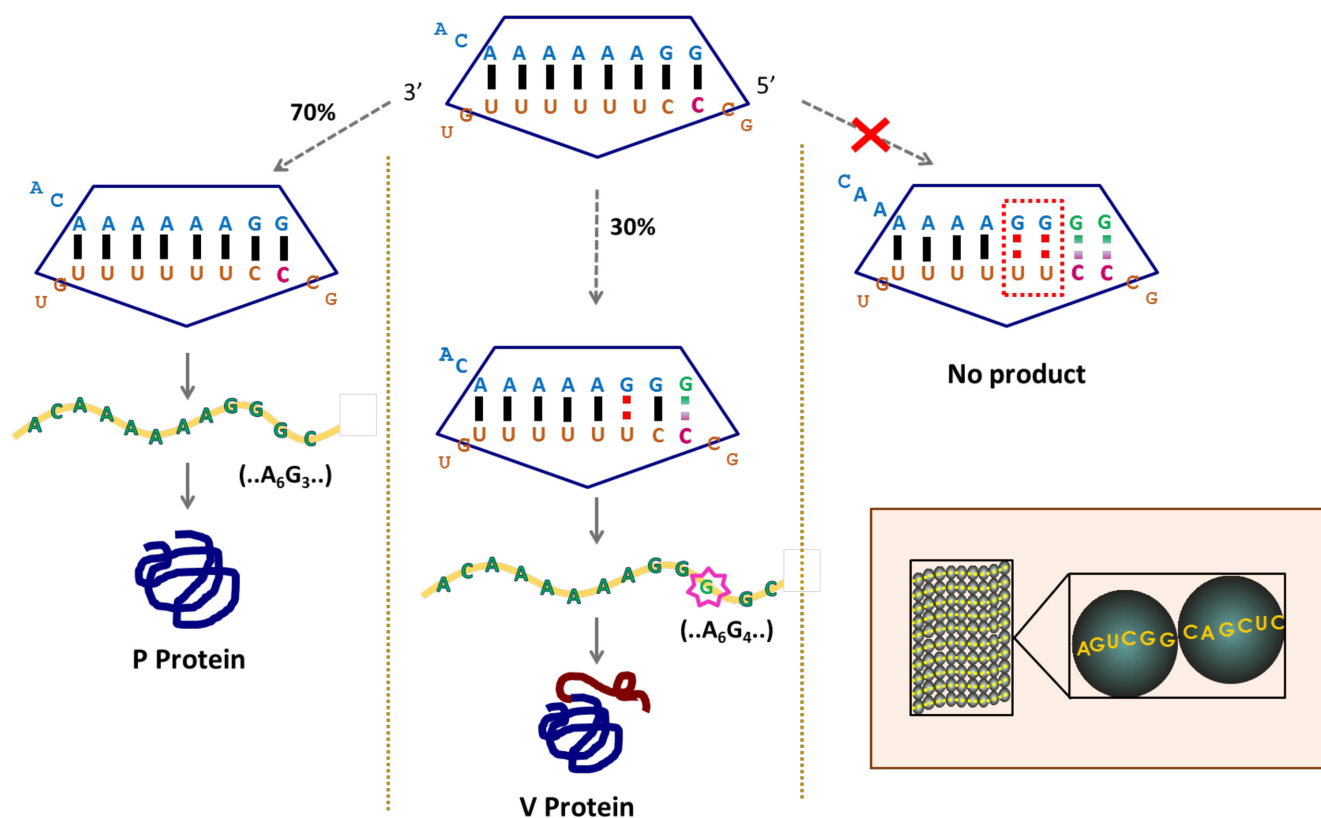 A C A A A A A A G G
3' 5'
U G U U U U U U C C C G
70%
A C A A A A A A G G
U G U U U U U U C C C G
A C A A A A A A G G G C
(..A6G3..)
P Protein
30%
A C A A A A A G G G
U G U U U U U U C C C G
A C A A A A A A G G G G C
(..A6G4..)
V Protein
C A A A A A A G G G G
U G U U U U U U C C C G
No product
AGUCGG CAGCUC